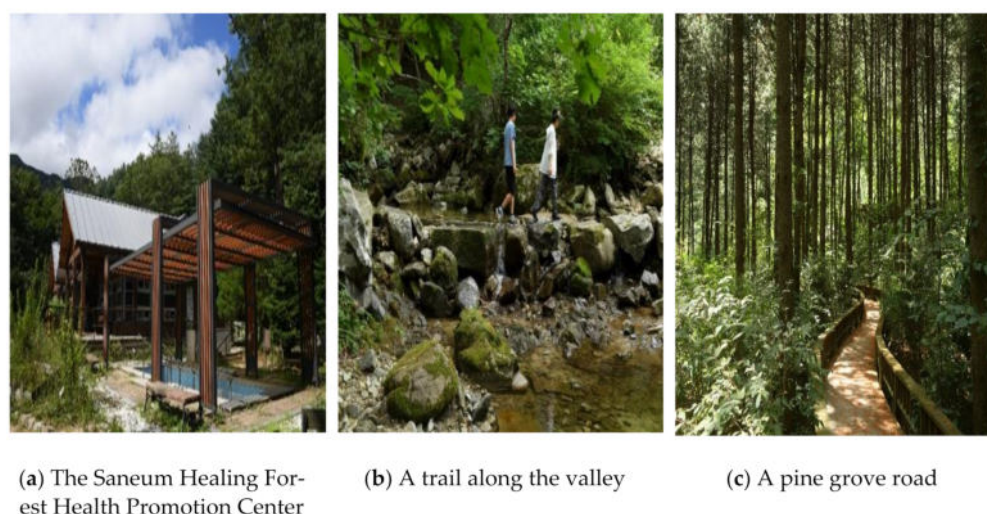 (a) The Saneum Healing For-
est Health Promotion Center
(b) A trail along the valley
(c) A pine grove road